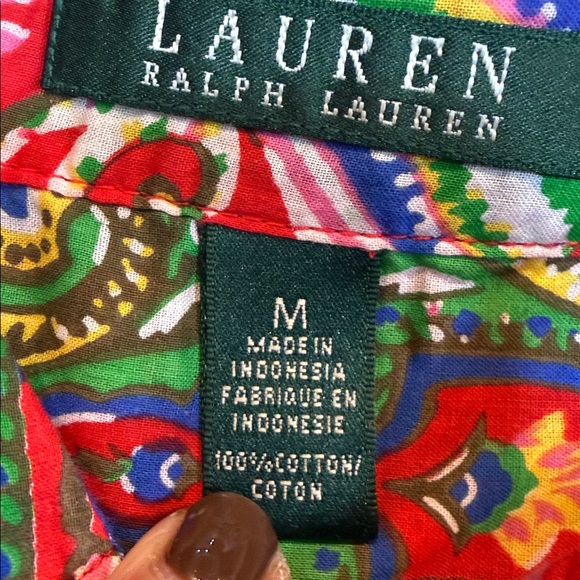 LAUREN
RALPH LAUREN
M
MADE IN
INDONESIA
FABRIQUE EN
INDONESIE
100% COTTON/
COTON